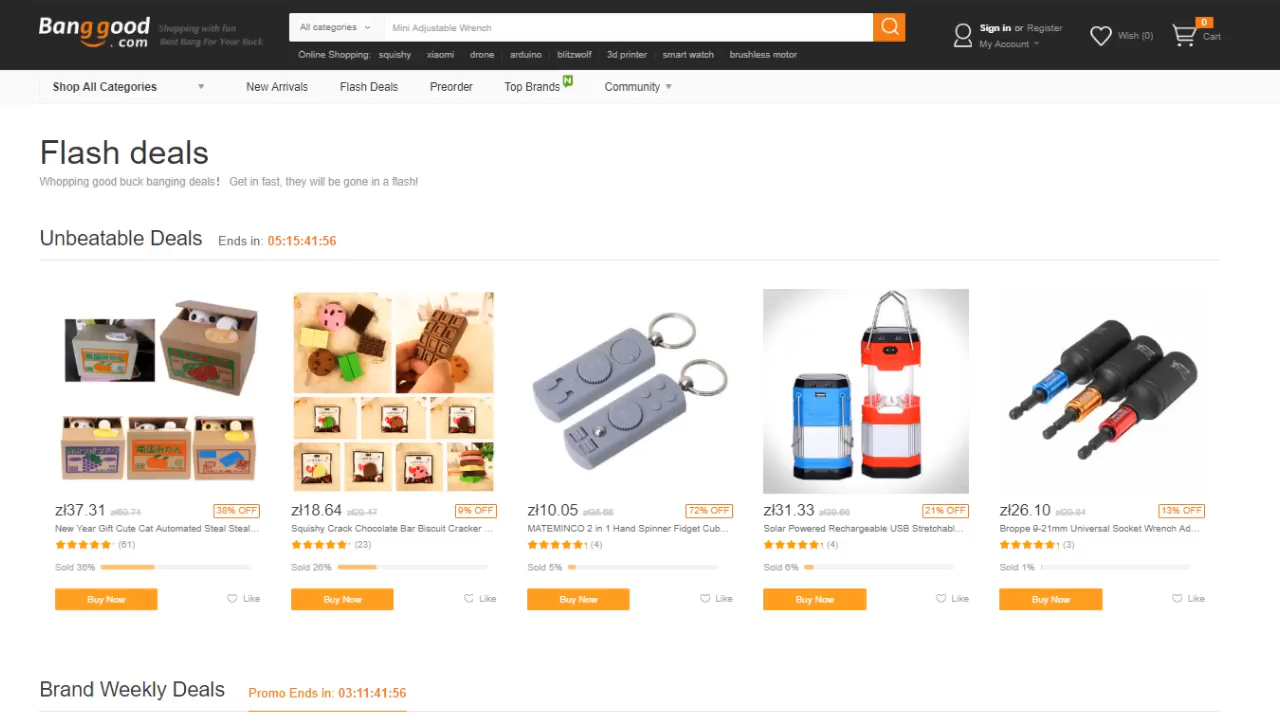 Banggood
.com
Shopping with fun
Best Bang For Your Buck
All categories
Mini Adjustable Wrench
Sign in or Register
My Account
Wish (0)
0
Cart
Online Shopping: squishy xiaomi drone arduino blitzwolf 3d printer smart watch brushless motor
Shop All Categories
New Arrivals
Flash Deals
Preorder
Top Brands
N
Community
Flash deals
Whopping good buck banging deals! Get in fast, they will be gone in a flash!
Unbeatable Deals Ends in: 05:15:41:56
zł37.31 38% OFF
New Year Gift Cute Cat Automated Steal Steal...
(61)
Sold 36%
Buy Now
Like
zł18.64 zł20.47 9% OFF
Squishy Crack Chocolate Bar Biscuit Cracker ...
(23)
Sold 26%
Buy Now
Like
zł10.05 72% OFF
MATEMINCO 2 in 1 Hand Spinner Fidget Cub...
(4)
Sold 5%
Buy Now
Like
zł31.33 21% OFF
Solar Powered Rechargeable USB Stretchabl...
(4)
Sold 6%
Buy Now
Like
zł26.10 13% OFF
Broppe 9-21mm Universal Socket Wrench Ad...
(3)
Sold 1%
Buy Now
Like
Brand Weekly Deals Promo Ends in: 03:11:41:56